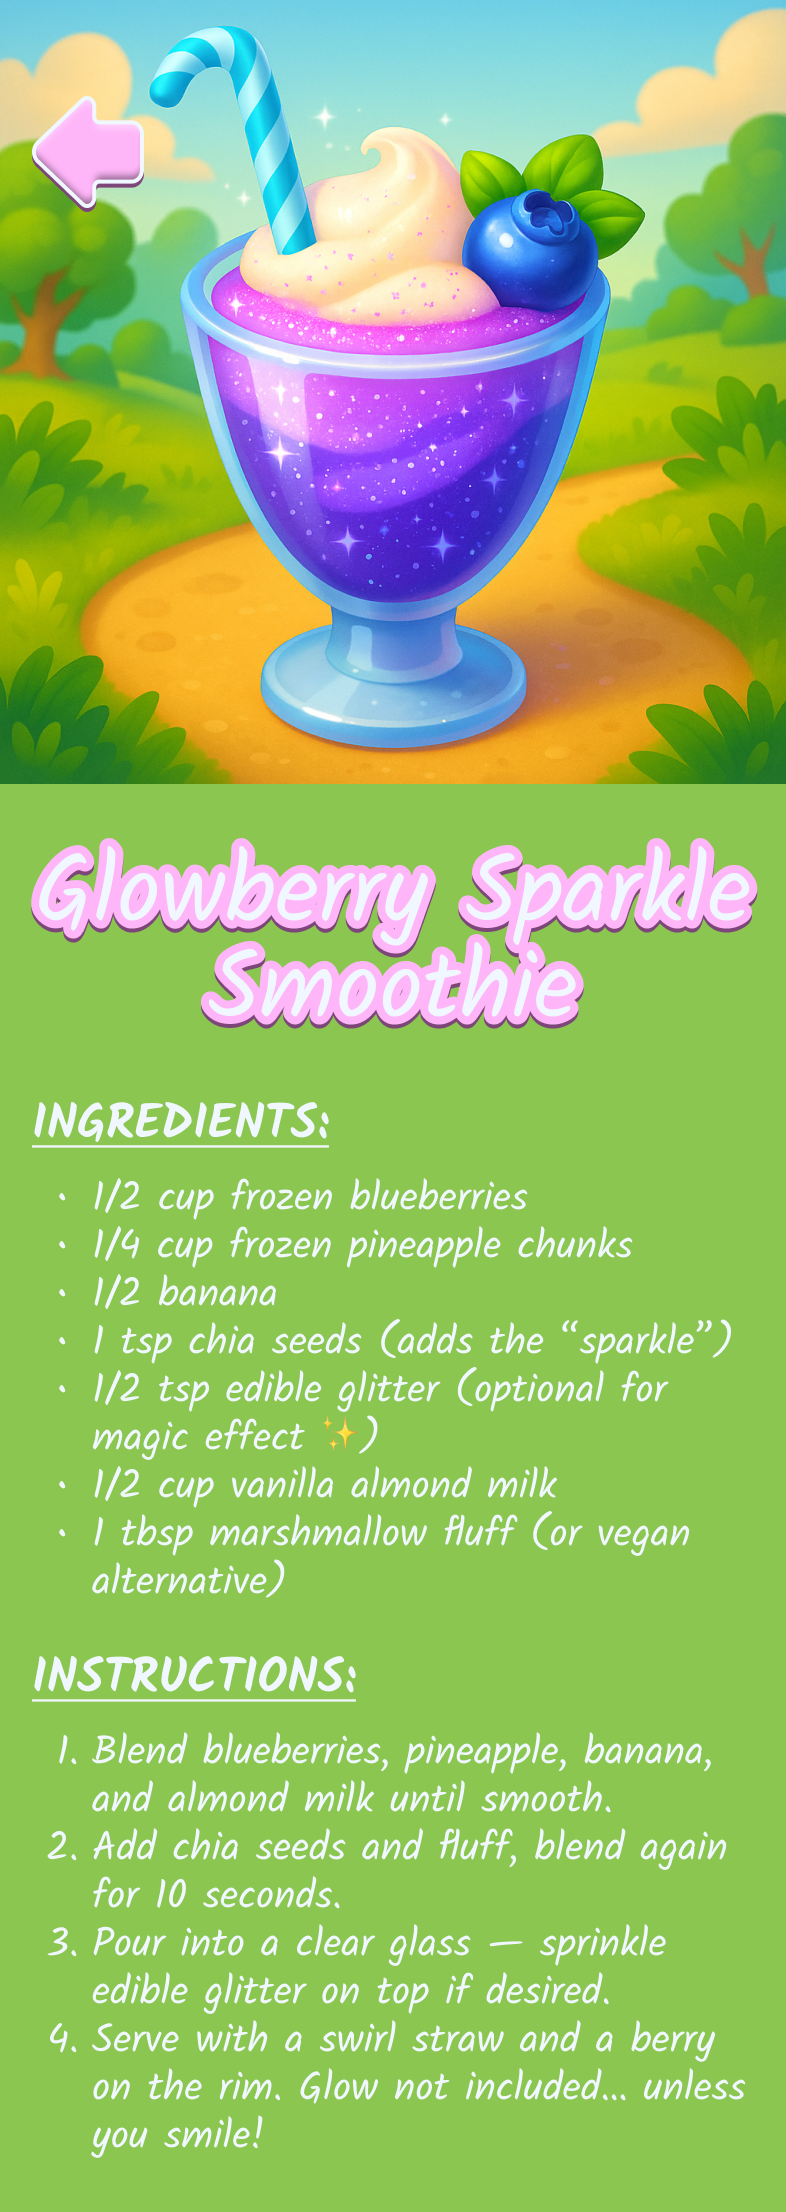 Glowberry Sparkle
Smoothie
INGREDIENTS:
· 1/2 cup frozen blueberries
· 1/4 cup frozen pineapple chunks
· 1/2 banana
· 1 tsp chia seeds (adds the “sparkle”)
· 1/2 tsp edible glitter (optional for
magic effect ✨)
· 1/2 cup vanilla almond milk
· 1 tbsp marshmallow fluff (or vegan
alternative)
INSTRUCTIONS:
1. Blend blueberries, pineapple, banana,
and almond milk until smooth.
2. Add chia seeds and fluff, blend again
for 10 seconds.
3. Pour into a clear glass — sprinkle
edible glitter on top if desired.
4. Serve with a swirl straw and a berry
on the rim. Glow not included... unless
you smile!